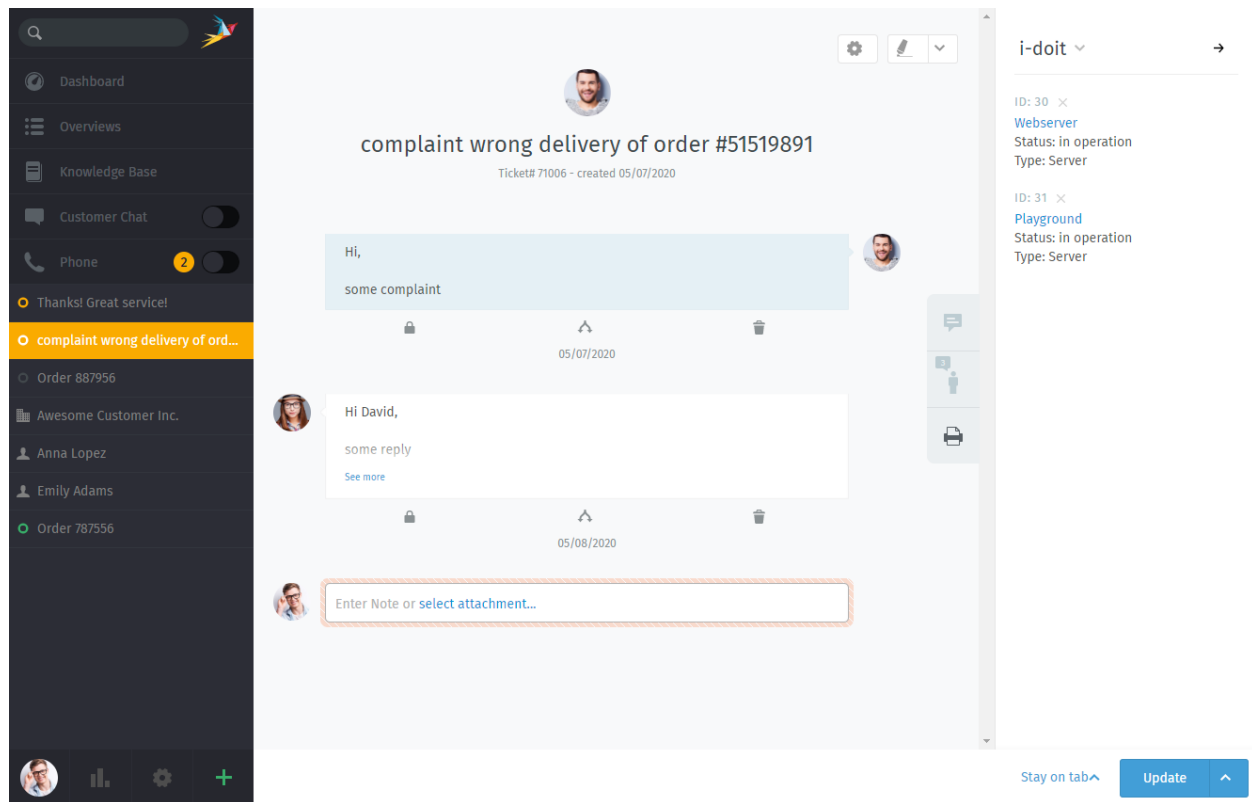 Dashboard
Overviews
Knowledge Base
Customer Chat
Phone 2
Thanks! Great service!
complaint wrong delivery of ord...
Order 887956
Awesome Customer Inc.
Anna Lopez
Emily Adams
Order 787556
complaint wrong delivery of order #51519891
Ticket# 71006 - created 05/07/2020
Hi,
some complaint
05/07/2020
Hi David,
some reply
See more
05/08/2020
Enter Note or select attachment...
3
i-doit
ID: 30
Webserver
Status: in operation
Type: Server
ID: 31
Playground
Status: in operation
Type: Server
Stay on tab
Update